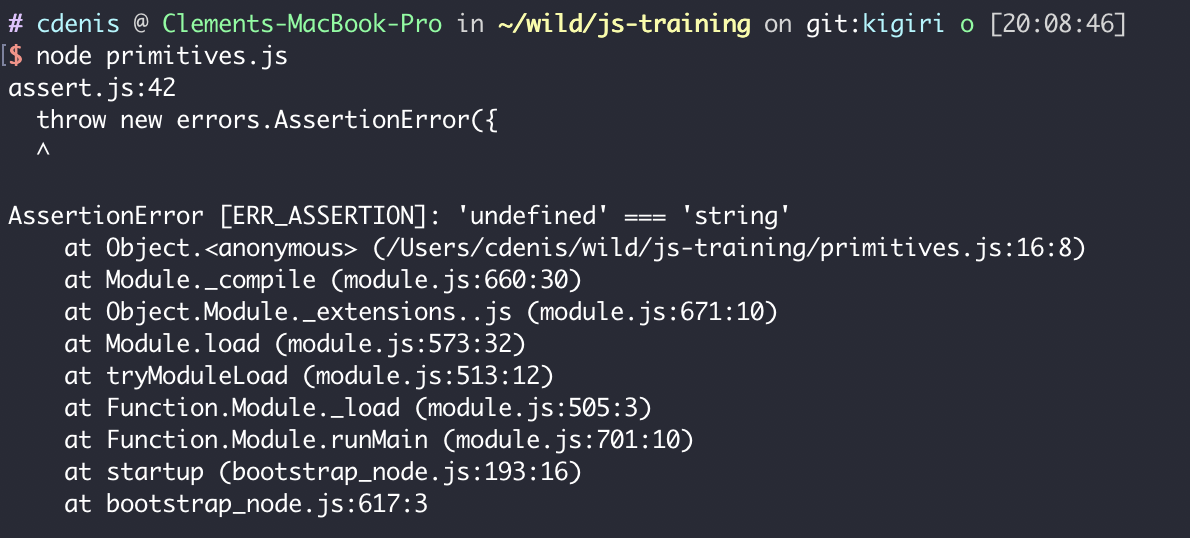 # cdenis @ Clements-MacBook-Pro in ~/wild/js-training on git:kigiri o [20:08:46]
[$ node primitives.js
assert.js:42
  throw new errors.AssertionError({
  ^

AssertionError [ERR_ASSERTION]: 'undefined' === 'string'
    at Object.<anonymous> (/Users/cdenis/wild/js-training/primitives.js:16:8)
    at Module._compile (module.js:660:30)
    at Object.Module._extensions..js (module.js:671:10)
    at Module.load (module.js:573:32)
    at tryModuleLoad (module.js:513:12)
    at Function.Module._load (module.js:505:3)
    at Function.Module.runMain (module.js:701:10)
    at startup (bootstrap_node.js:193:16)
    at bootstrap_node.js:617:3